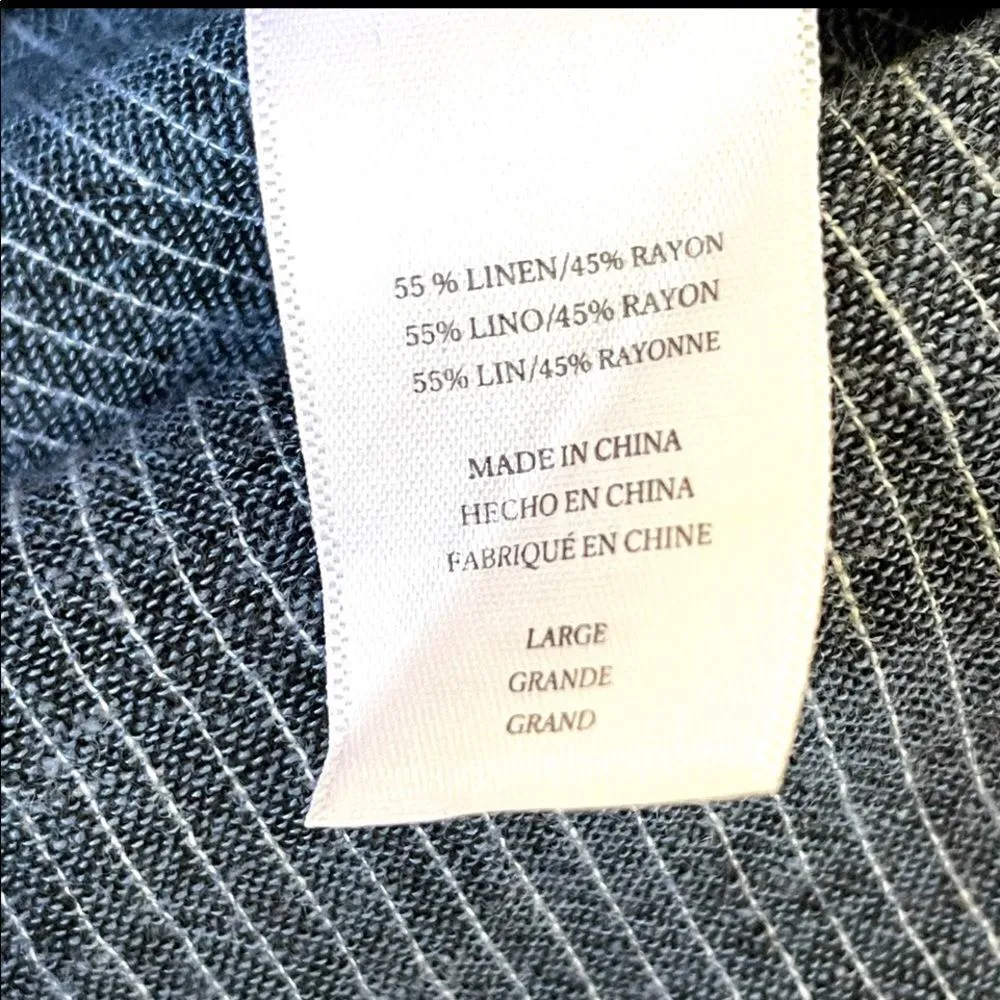 55 % LINEN/45% RAYON
55% LINO/45% RAYON
55% LIN/45% RAYONNE
MADE IN CHINA
HECHO EN CHINA
FABRIQUÉ EN CHINE
LARGE
GRANDE
GRAND